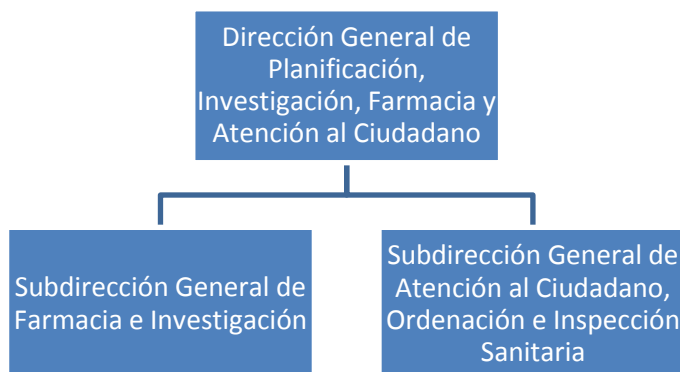 Dirección General de
Planificación,
Investigación, Farmacia y
Atención al Ciudadano
Subdirección General de
Farmacia e Investigación
Subdirección General de
Atención al Ciudadano,
Ordenación e Inspección
Sanitaria